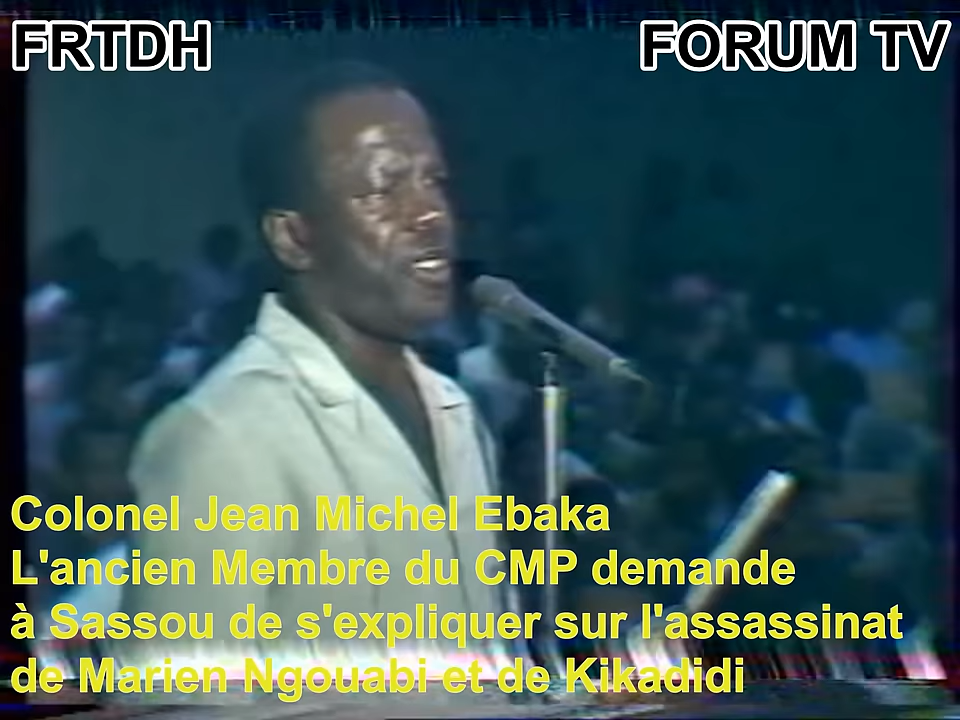 FRTDH FORUM TV
Colonel Jean Michel Ebaka
L'ancien Membre du CMP demande
à Sassou de s'expliquer sur l'assassinat
de Marien Ngouabi et de Kikadidi